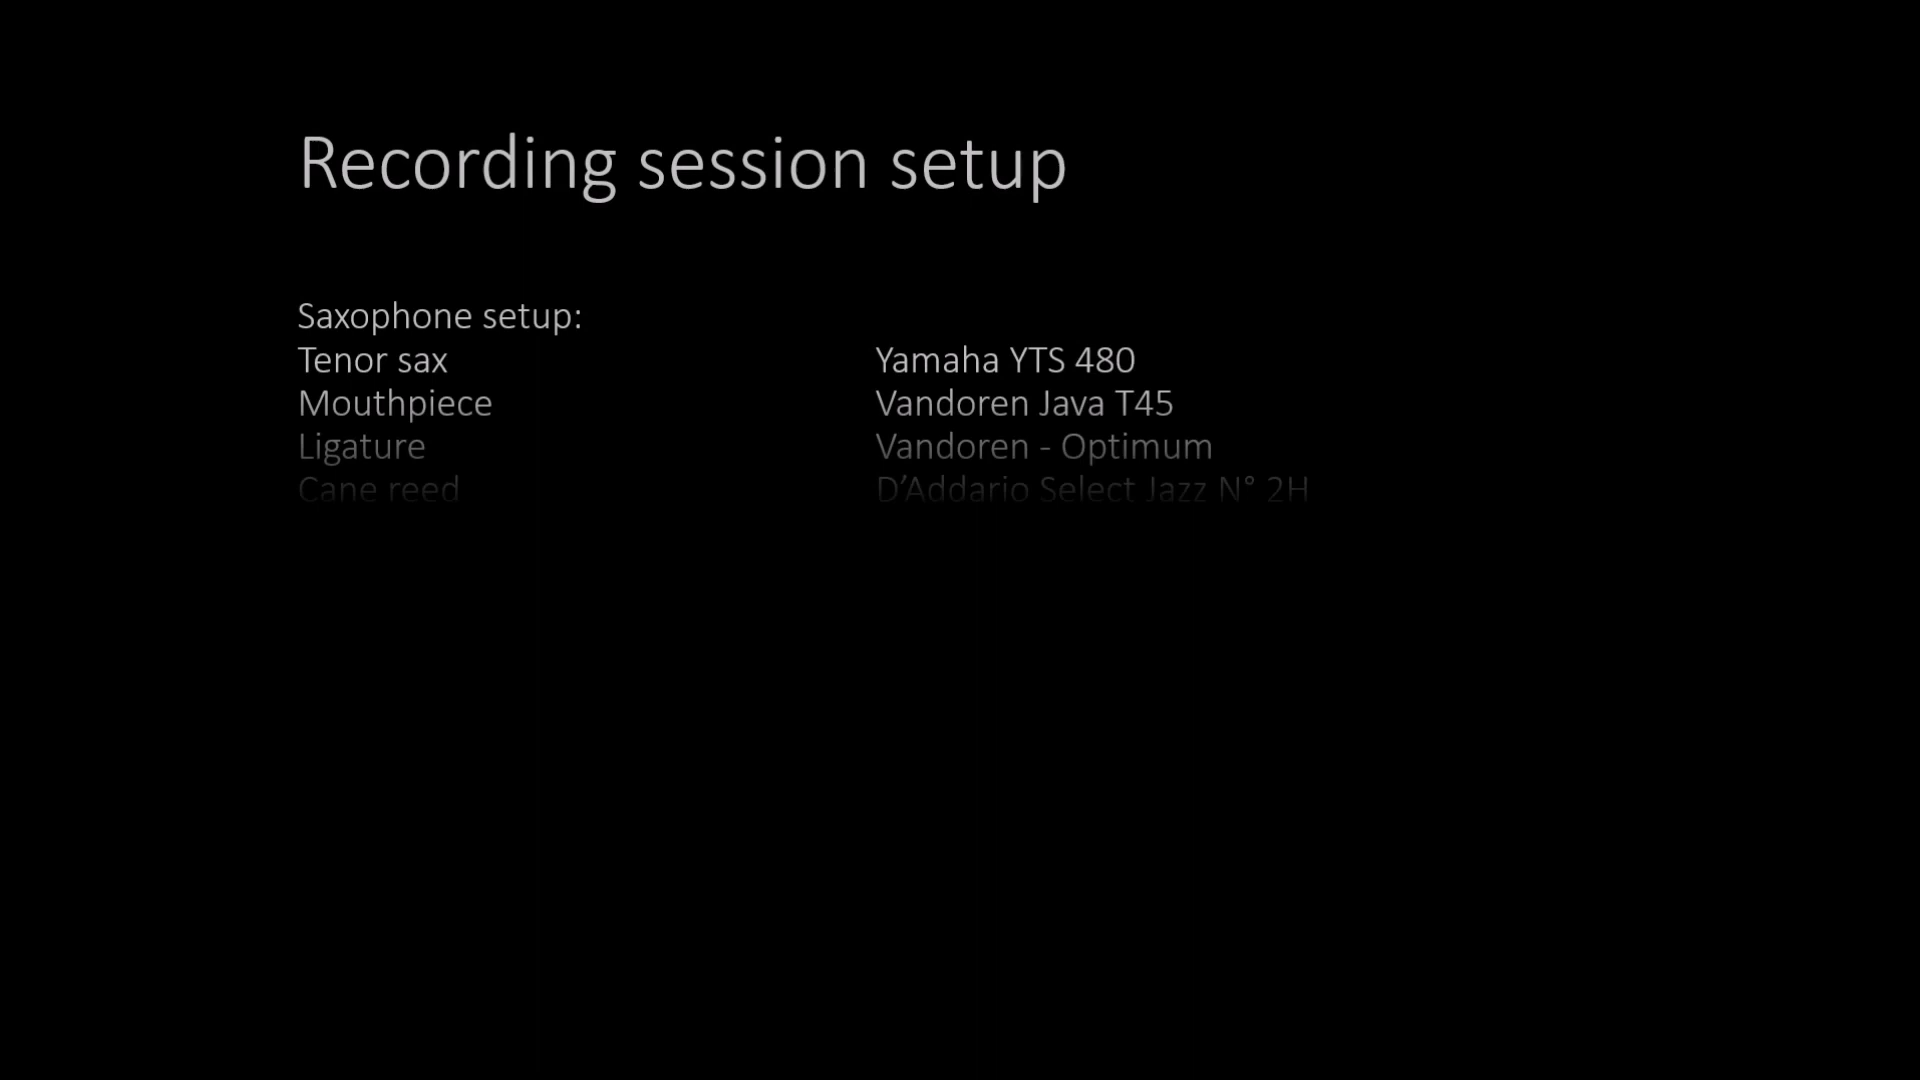 Recording session setup
Saxophone setup:
Tenor sax Yamaha YTS 480
Mouthpiece Vandoren Java T45
Ligature Vandoren - Optimum
Cane reed D’Addario Select Jazz N° 2H